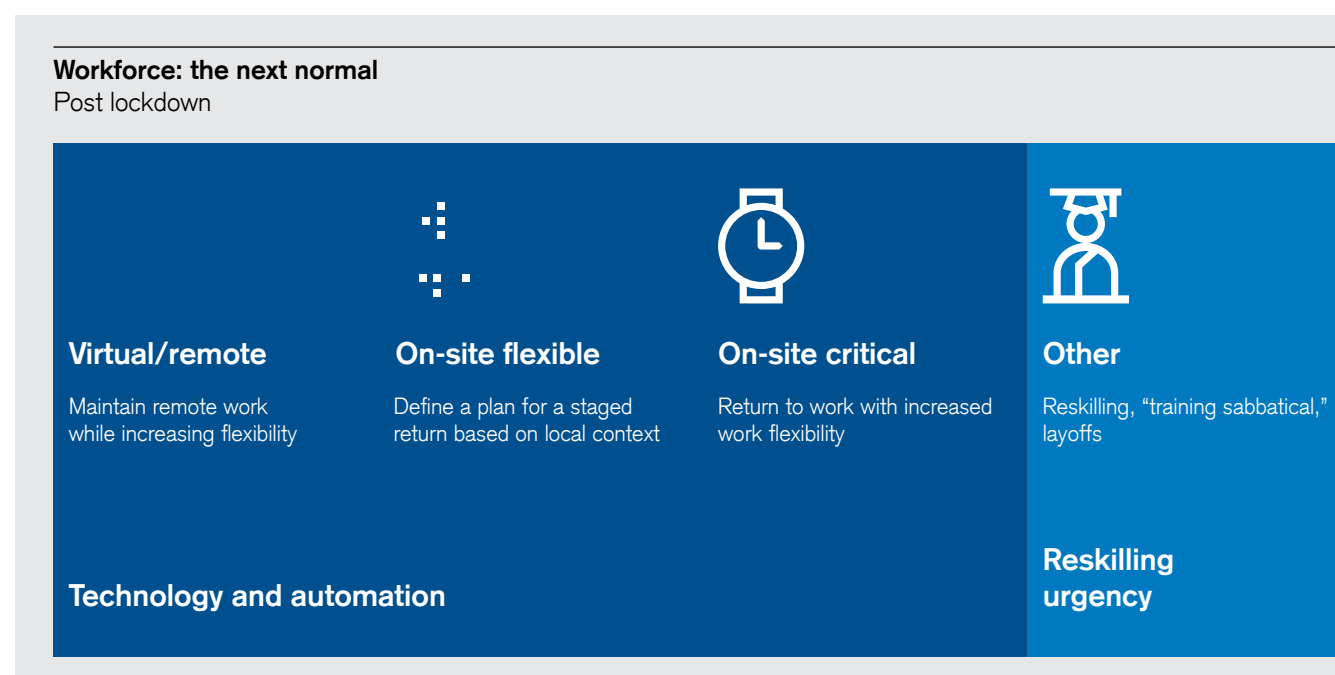 Workforce: the next normal
Post lockdown
Virtual/remote
Maintain remote work
while increasing flexibility
On-site flexible
Define a plan for a staged
return based on local context
On-site critical
Return to work with increased
work flexibility
Other
Reskilling, “training sabbatical,”
layoffs
Technology and automation
Reskilling
urgency